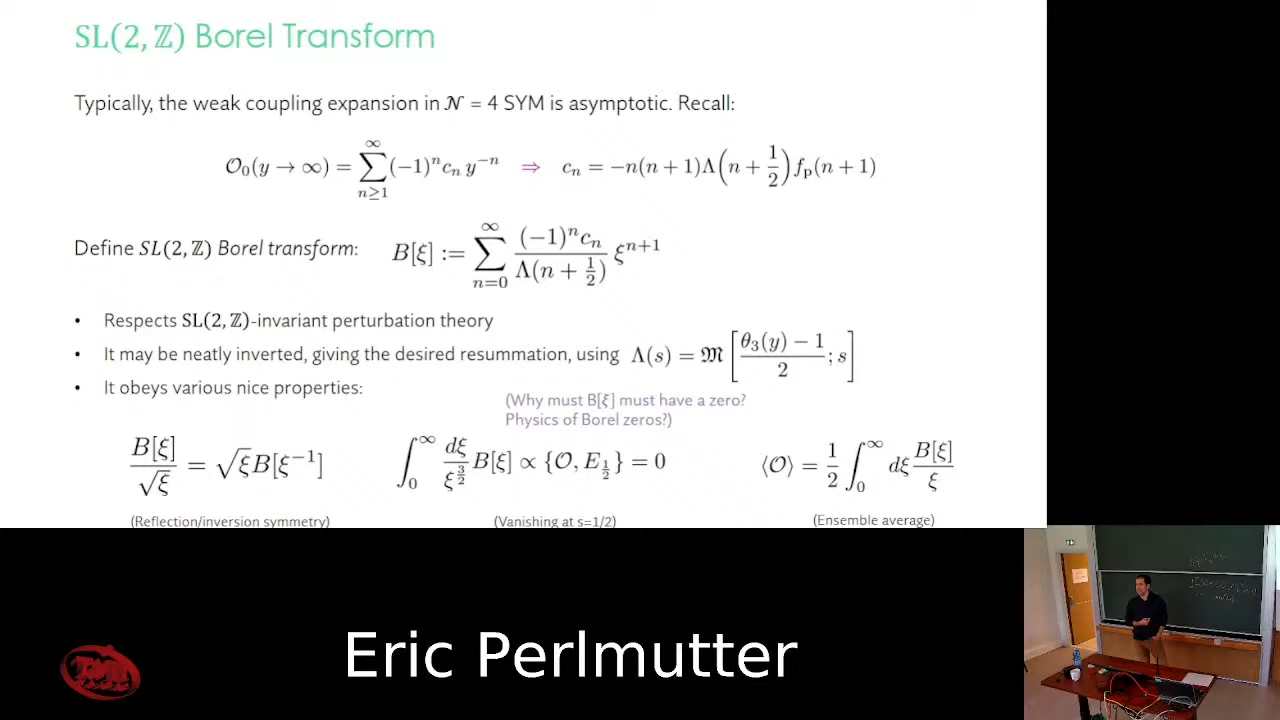 SL(2, ℤ) Borel Transform
Typically, the weak coupling expansion in 𝒩 = 4 SYM is asymptotic. Recall:
𝒪₀(y → ∞) = ∑_{n≥1}^{∞} (−1)ⁿ cₙ y⁻ⁿ ⇒ cₙ = −n(n + 1)Λ(n + 1/2) f_p(n + 1)
Define SL(2, ℤ) Borel transform: B[ξ] := ∑_{n=0}^{∞} (−1)ⁿcₙ / Λ(n + 1/2) ξⁿ⁺¹
• Respects SL(2, ℤ)-invariant perturbation theory
• It may be neatly inverted, giving the desired resummation, using Λ(s) = 𝔐[(θ₃(y) − 1)/2 ; s]
• It obeys various nice properties:
(Why must B[ξ] must have a zero?
Physics of Borel zeros?)
B[ξ]/√ξ = √ξB[ξ⁻¹] ∫₀^∞ dξ/ξ^{3/2} B[ξ] ∝ {𝒪, E_{1/2}} = 0 ⟨𝒪⟩ = 1/2 ∫₀^∞ dξ B[ξ]/ξ
(Reflection/inversion symmetry) (Vanishing at s=1/2) (Ensemble average)
Eric Perlmutter